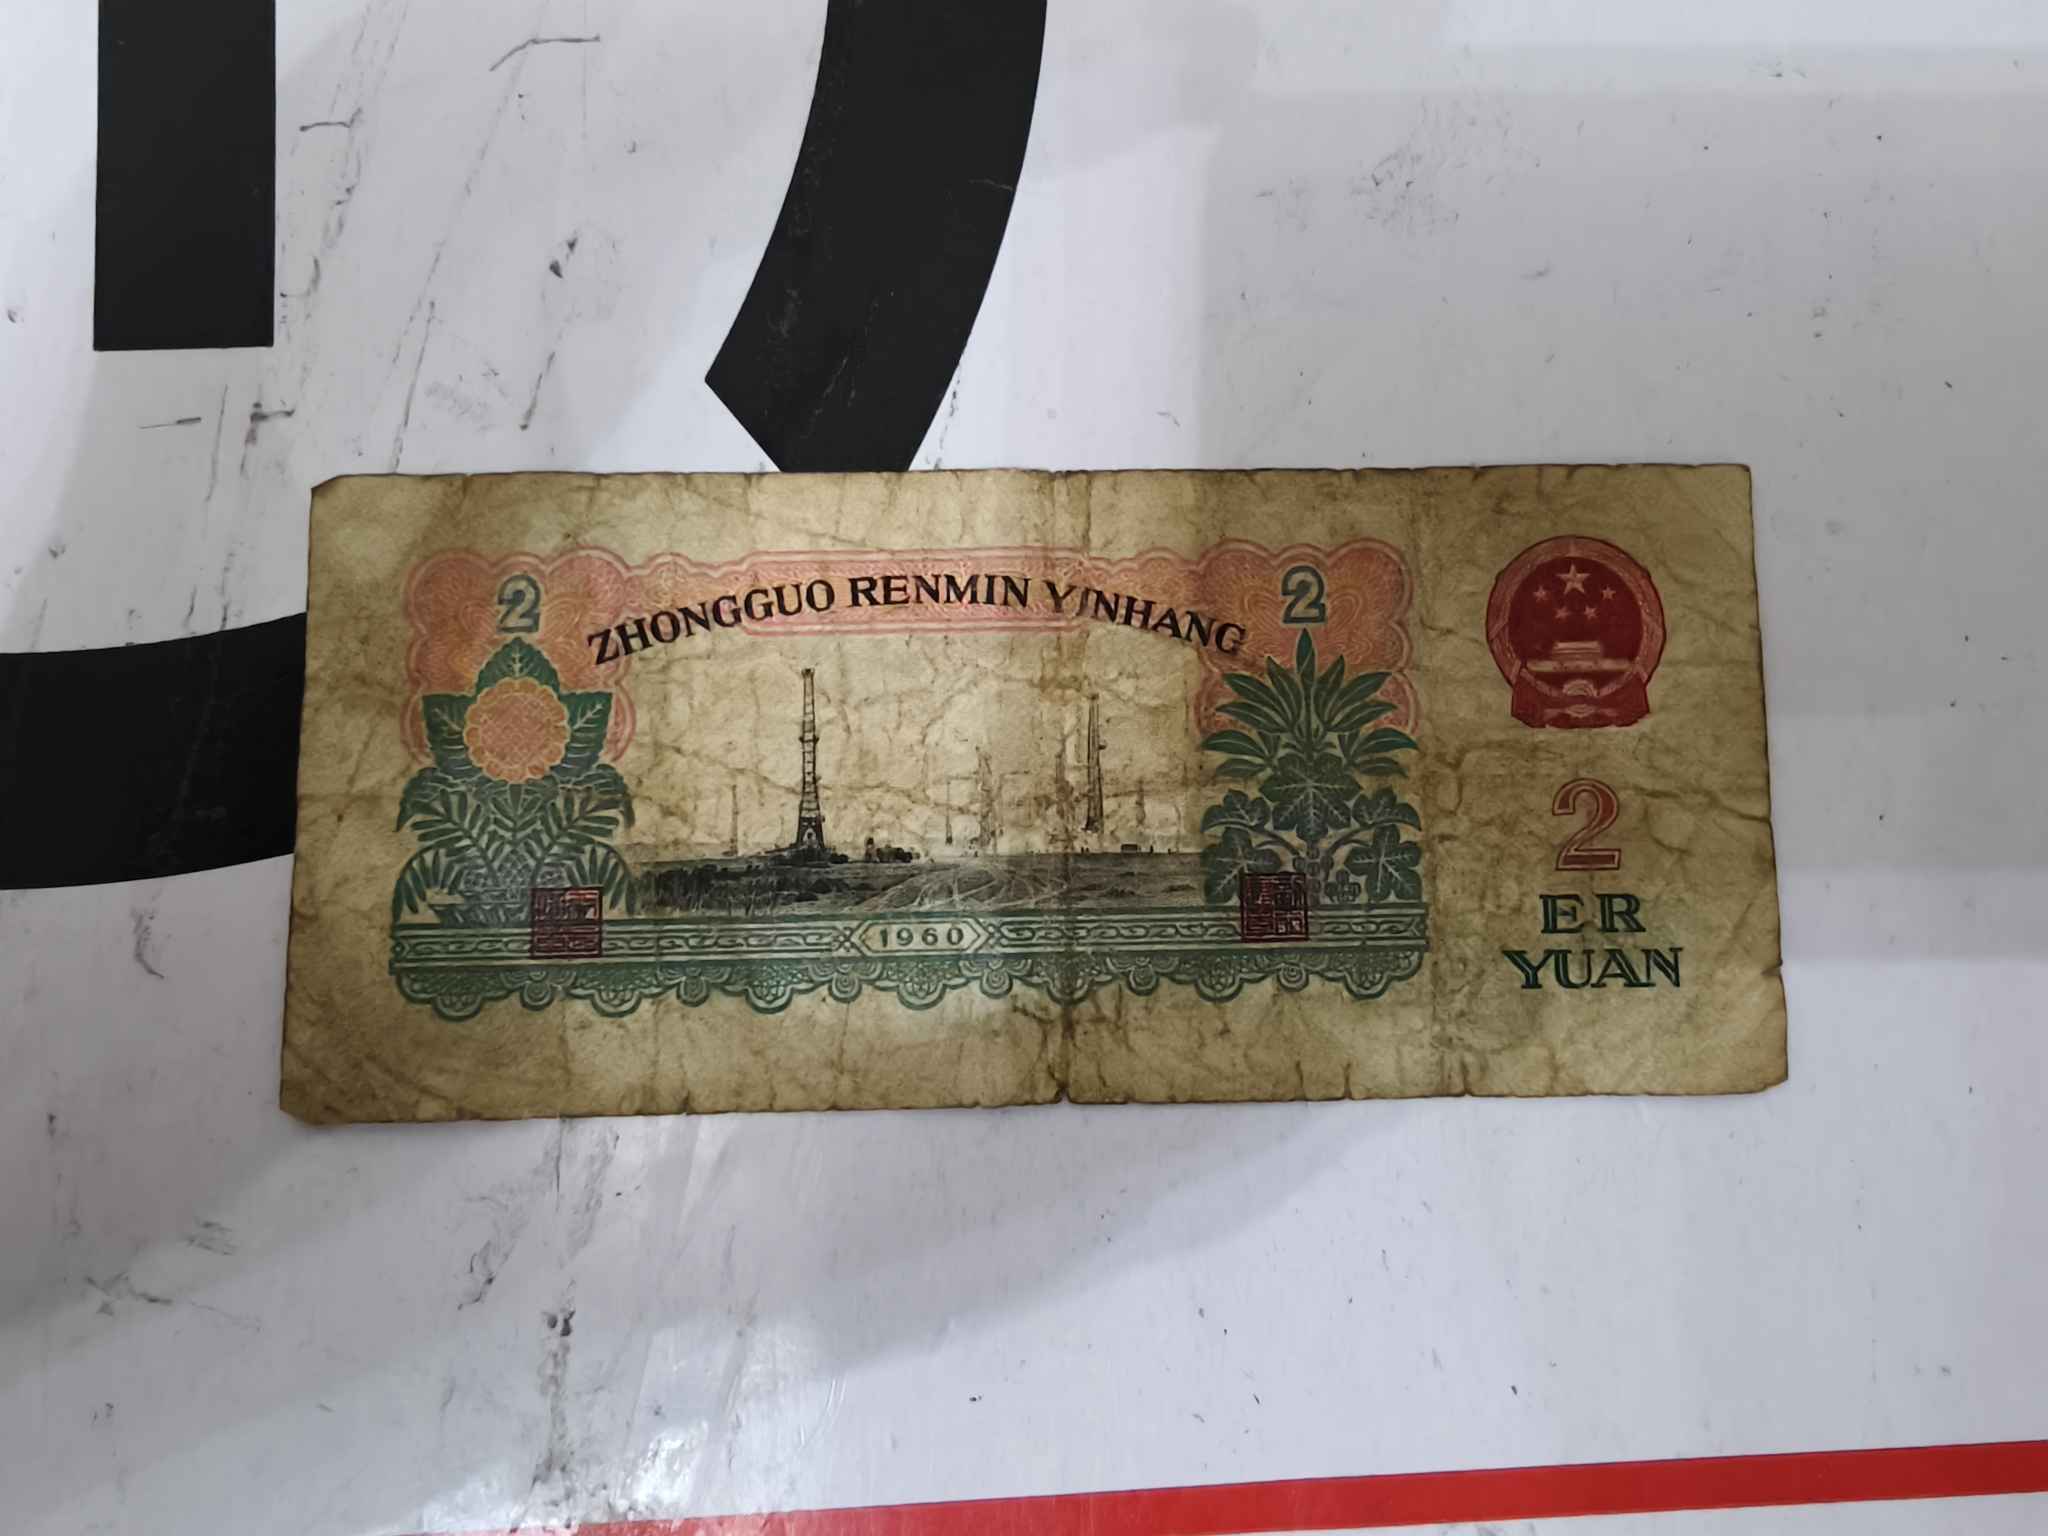 2
2
ZHONGGUO RENMIN YINHANG
2
ER
YUAN
1960